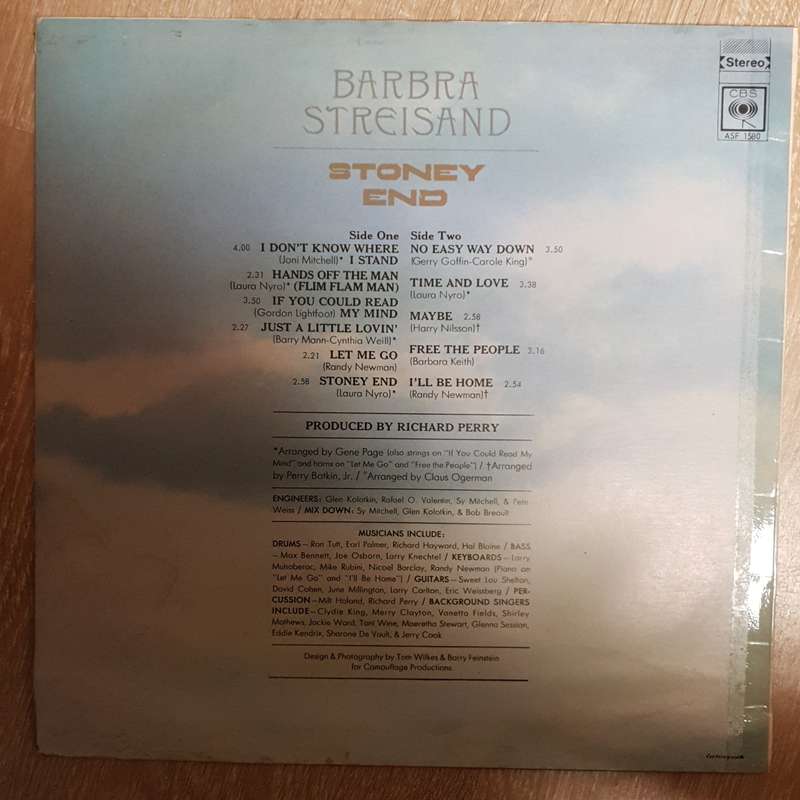 Stereo
CBS
ASF 1580
BARBRA
STREISAND
STONEY
END
Side One
4.00 I DON'T KNOW WHERE
(Joni Mitchell)* I STAND
2.31 HANDS OFF THE MAN
(Laura Nyro)* (FLIM FLAM MAN)
3.50 IF YOU COULD READ
(Gordon Lightfoot) MY MIND
2.27 JUST A LITTLE LOVIN'
(Barry Mann-Cynthia Weill)*
2.21 LET ME GO
(Randy Newman)
2.58 STONEY END
(Laura Nyro)*
Side Two
NO EASY WAY DOWN 3.50
(Gerry Goffin-Carole King)°
TIME AND LOVE 3.38
(Laura Nyro)*
MAYBE 2.58
(Harry Nilsson)†
FREE THE PEOPLE 3.16
(Barbara Keith)
I'LL BE HOME 2.54
(Randy Newman)†
PRODUCED BY RICHARD PERRY
*Arranged by Gene Page (also strings on "If You Could Read My
Mind" and horns on "Let Me Go" and "Free the People") / †Arranged
by Perry Botkin, Jr. / °Arranged by Claus Ogerman
ENGINEERS: Glen Kolotkin, Rafael O. Valentin, Sy Mitchell, & Pete
Weiss / MIX DOWN: Sy Mitchell, Glen Kolotkin, & Bob Breault
MUSICIANS INCLUDE:
DRUMS—Ron Tutt, Earl Palmer, Richard Hayward, Hal Blaine / BASS
—Max Bennett, Joe Osborn, Larry Knechtel / KEYBOARDS—Larry
Muhoberac, Mike Rubini, Nicoel Barclay, Randy Newman (Piano on
"Let Me Go" and "I'll Be Home") / GUITARS—Sweet Lou Shelton,
David Cohen, June Millington, Larry Carlton, Eric Weissberg / PER-
CUSSION—Milt Holand, Richard Perry / BACKGROUND SINGERS
INCLUDE—Clydie King, Merry Clayton, Vanetta Fields, Shirley
Mathews, Jackie Ward, Toni Wine, Maeretha Stewart, Glenna Session,
Eddie Kendrix, Sharone De Vault, & Jerry Cook
Design & Photography by Tom Wilkes & Barry Feinstein
for Camouflage Productions.